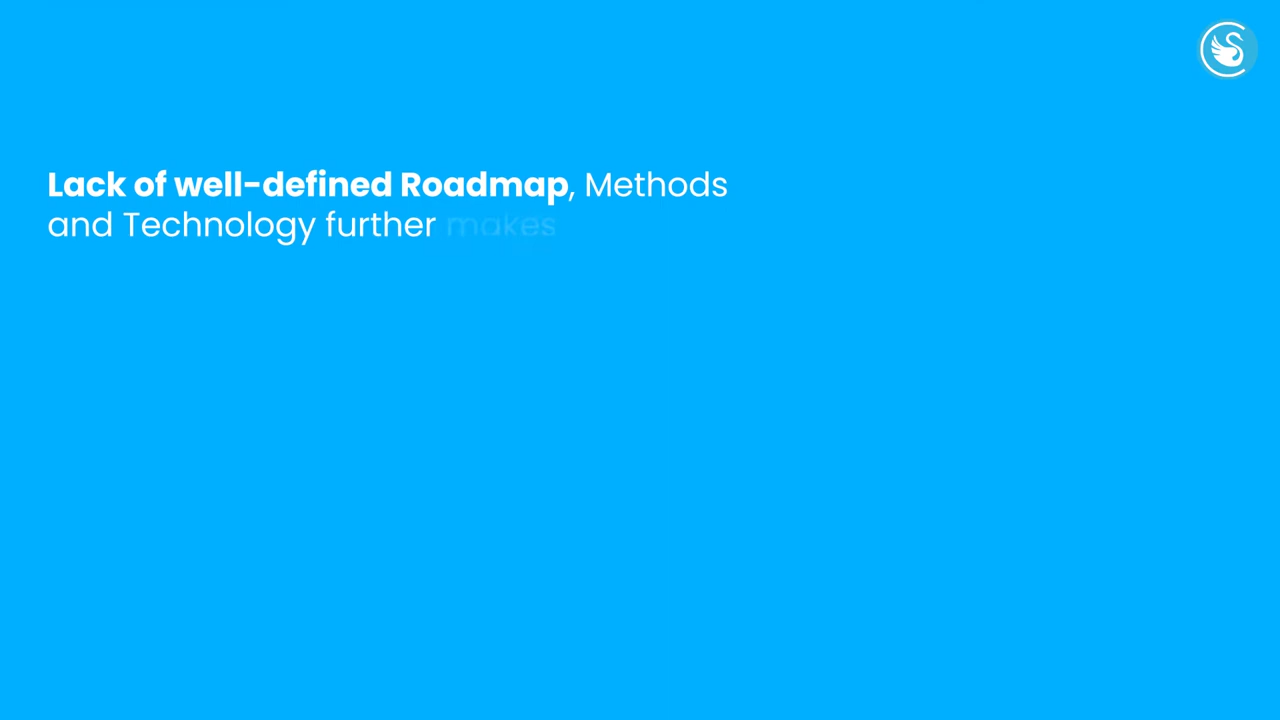 Lack of well-defined Roadmap, Methods
and Technology further makes